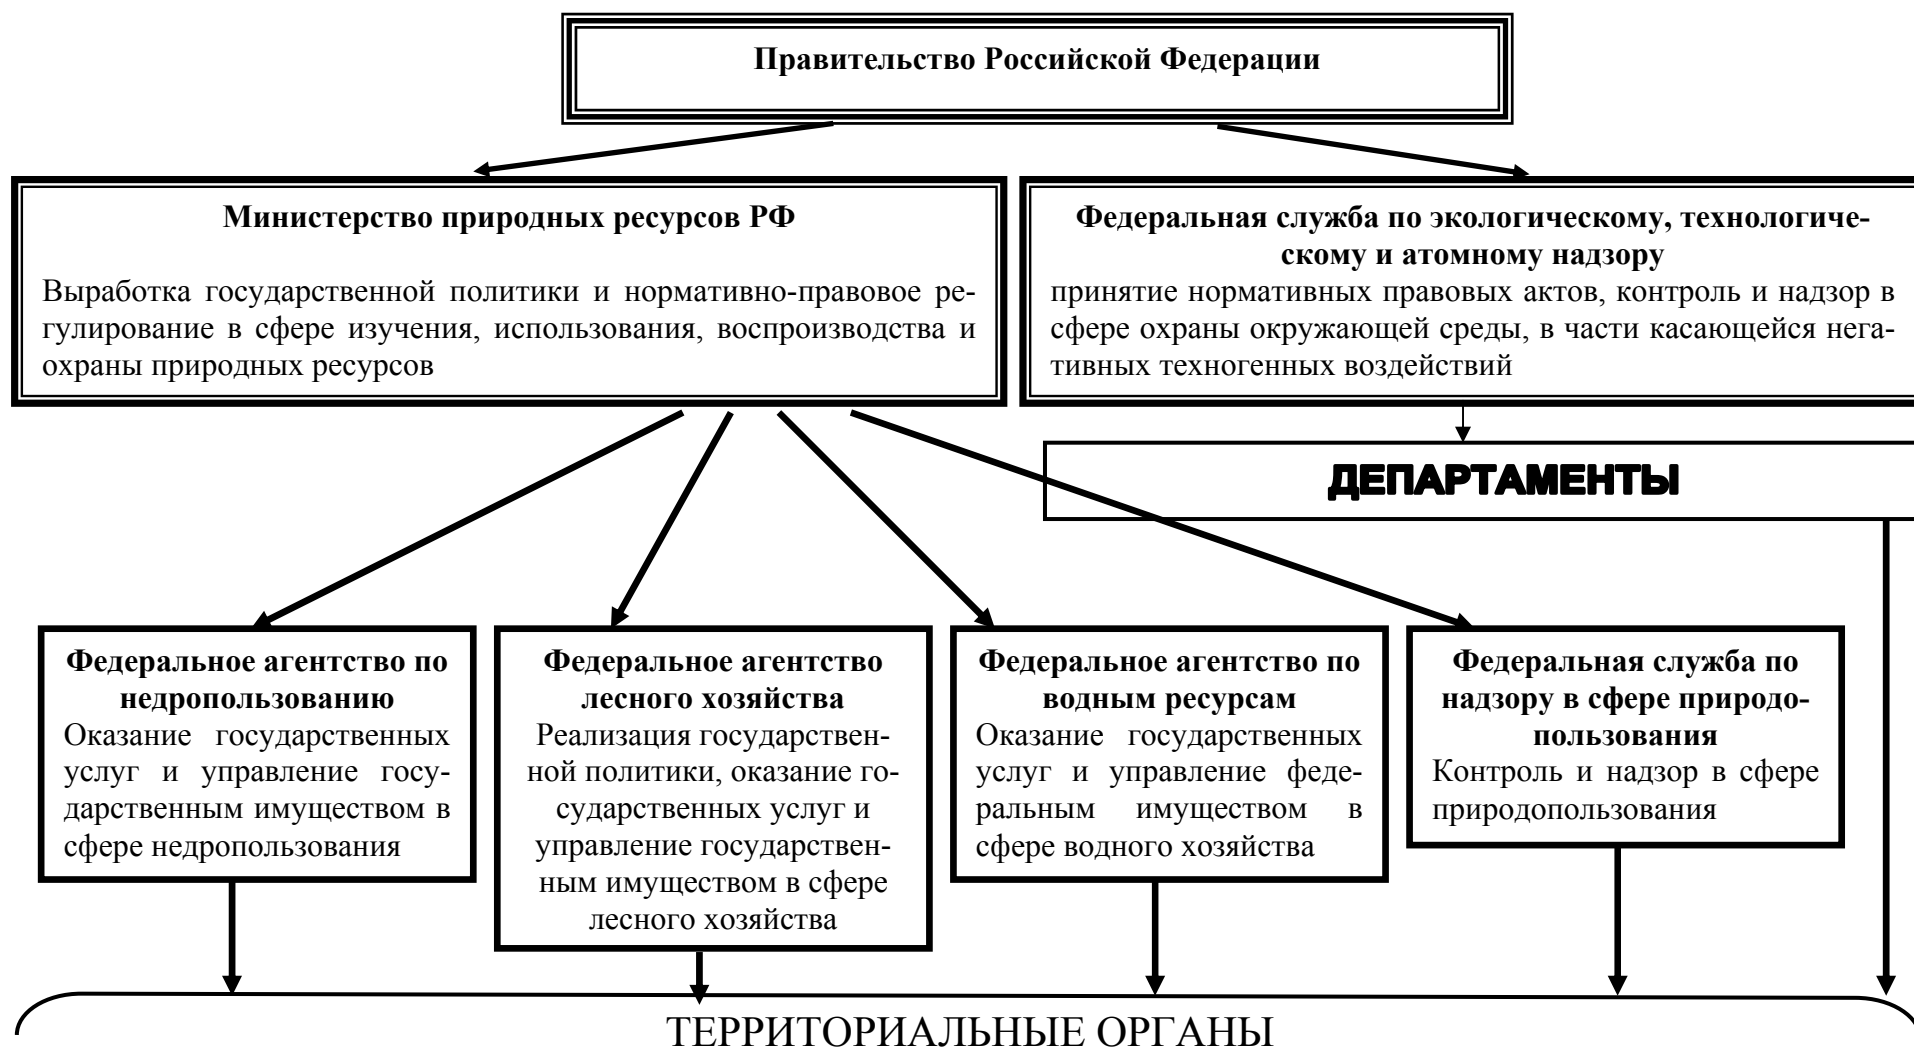 Правительство Российской Федерации
Министерство природных ресурсов РФ
Выработка государственной политики и нормативно-правовое ре-
гулирование в сфере изучения, использования, воспроизводства и
охраны природных ресурсов
Федеральная служба по экологическому, технологиче-
скому и атомному надзору
принятие нормативных правовых актов, контроль и надзор в
сфере охраны окружающей среды, в части касающейся нега-
тивных техногенных воздействий
ДЕПАРТАМЕНТЫ
Федеральное агентство по
недропользованию
Оказание государственных
услуг и управление госу-
дарственным имуществом в
сфере недропользования
Федеральное агентство
лесного хозяйства
Реализация государствен-
ной политики, оказание го-
сударственных услуг и
управление государствен-
ным имуществом в сфере
лесного хозяйства
Федеральное агентство по
водным ресурсам
Оказание государственных
услуг и управление феде-
ральным имуществом в
сфере водного хозяйства
Федеральная служба по
надзору в сфере природо-
пользования
Контроль и надзор в сфере
природопользования
ТЕРРИТОРИАЛЬНЫЕ ОРГАНЫ